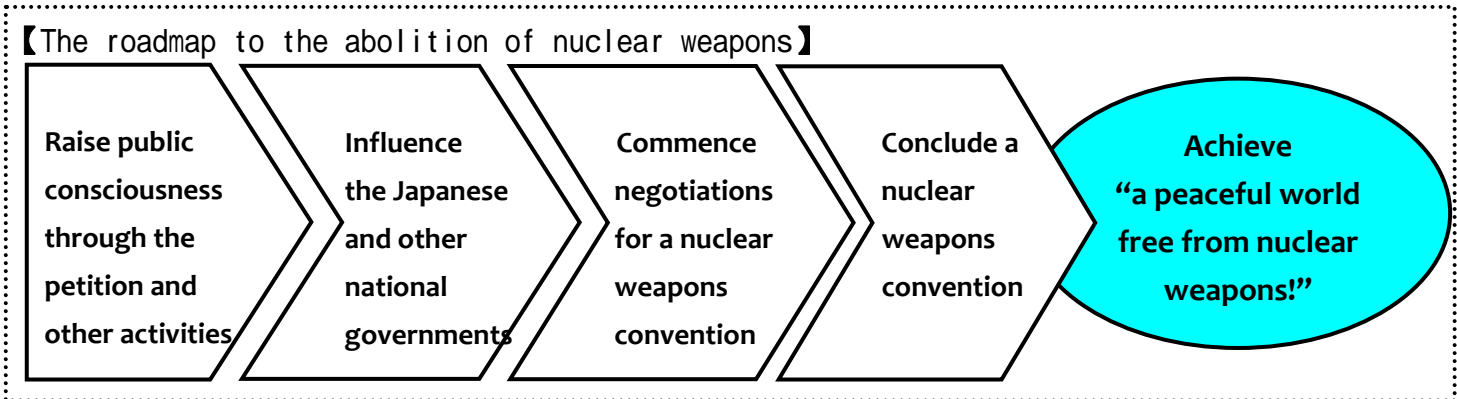 【The roadmap to the abolition of nuclear weapons】
Raise public
consciousness
through the
petition and
other activities
Influence
the Japanese
and other
national
governments
Commence
negotiations
for a nuclear
weapons
convention
Conclude a
nuclear
weapons
convention
Achieve
“a peaceful world
free from nuclear
weapons!”